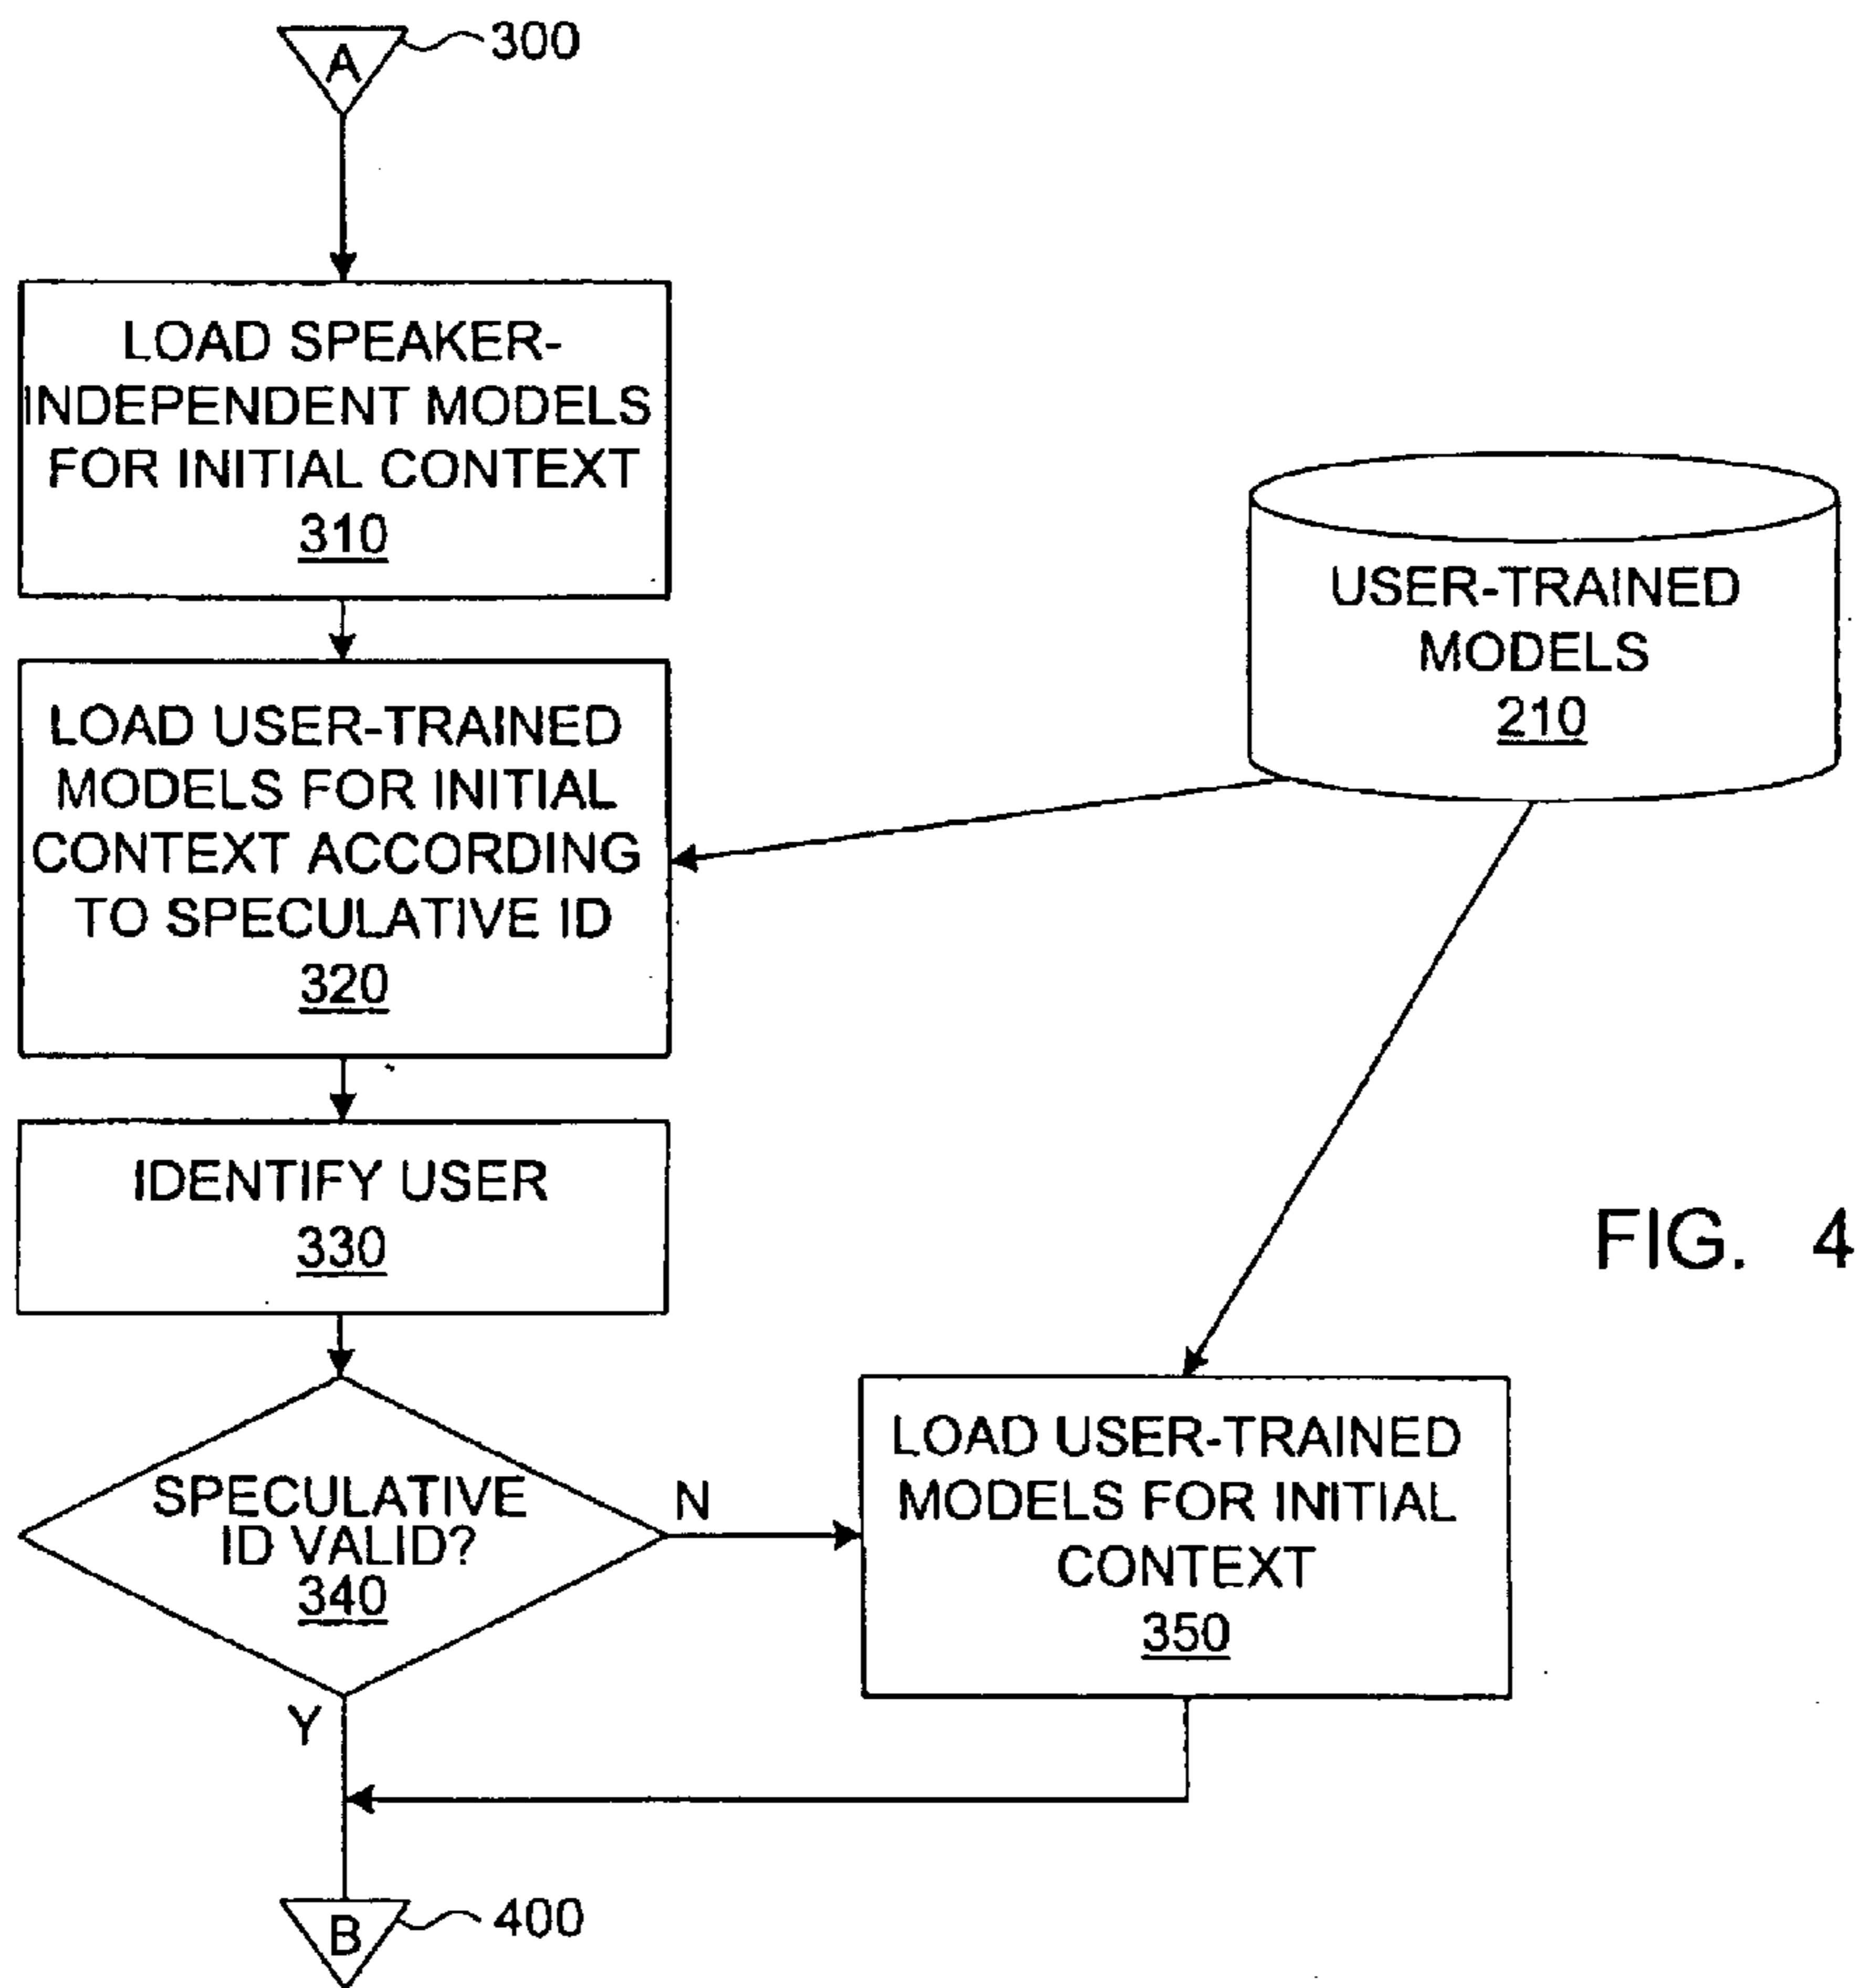 A
300
LOAD SPEAKER-
INDEPENDENT MODELS
FOR INITIAL CONTEXT
310
USER-TRAINED
MODELS
210
LOAD USER-TRAINED
MODELS FOR INITIAL
CONTEXT ACCORDING
TO SPECULATIVE ID
320
IDENTIFY USER
330
FIG. 4
SPECULATIVE
ID VALID?
340
N
Y
LOAD USER-TRAINED
MODELS FOR INITIAL
CONTEXT
350
B
400